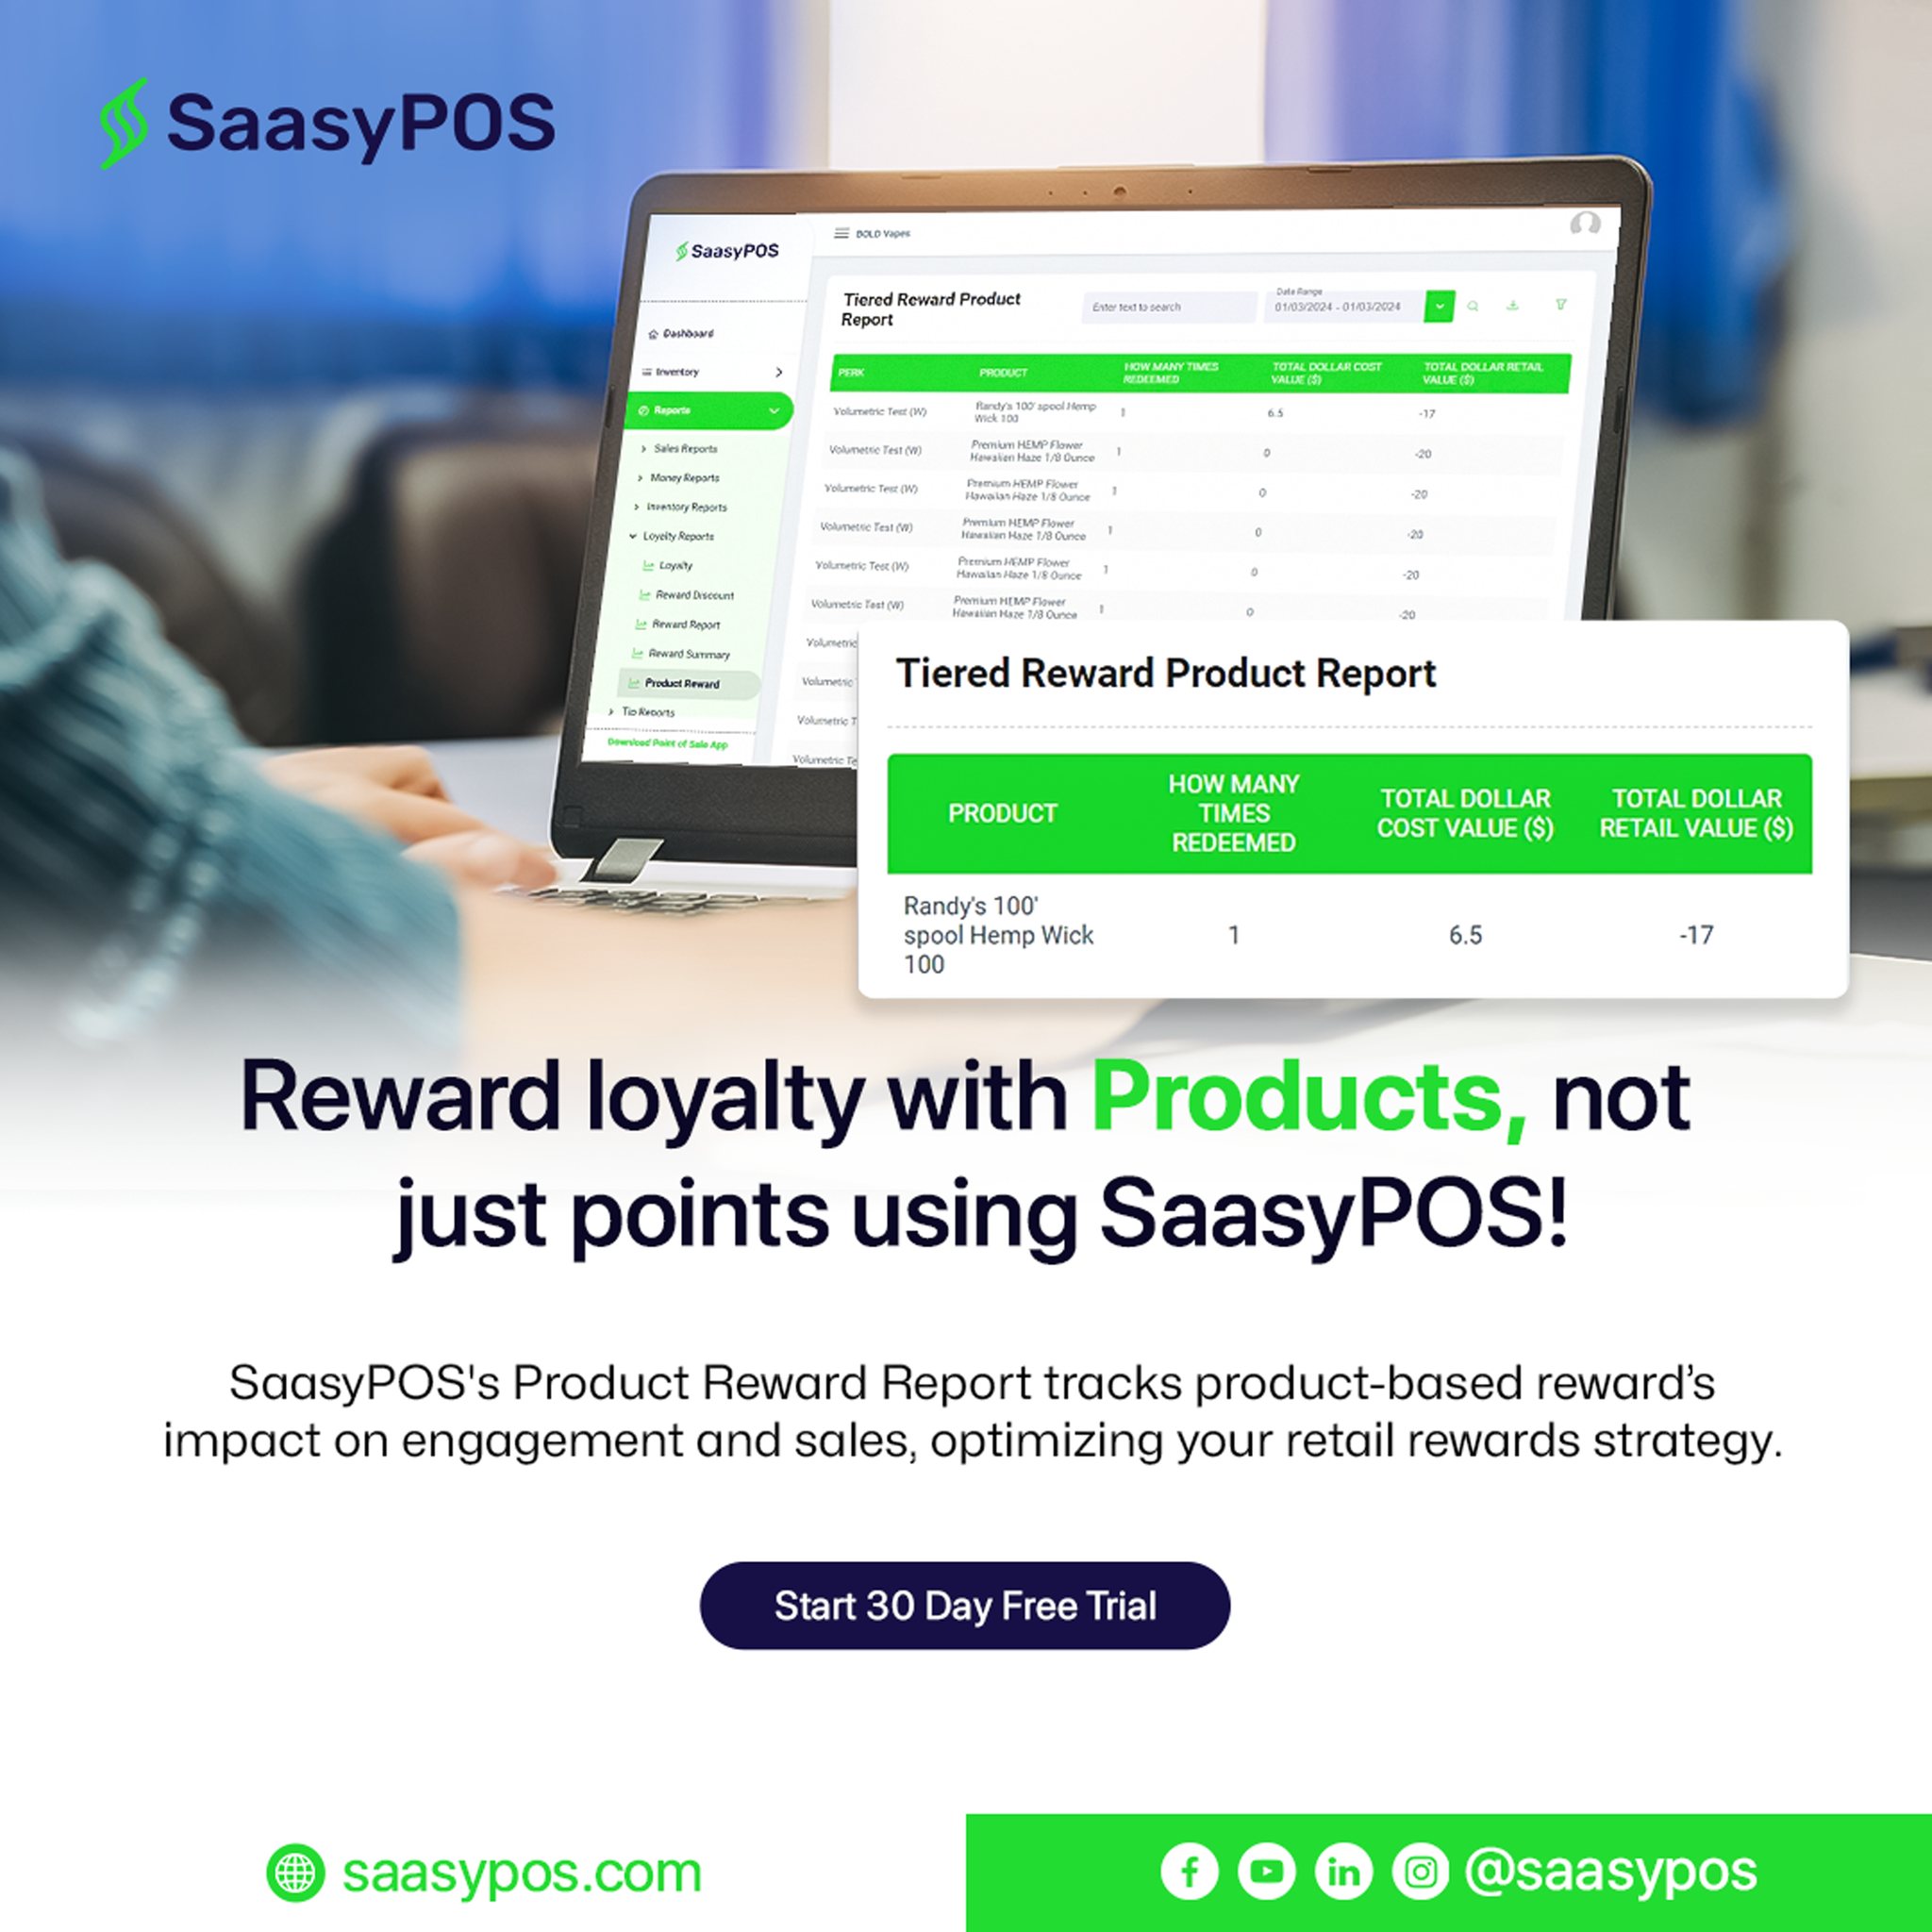 SaasyPOS
SaasyPOS
BOLD Vapes
Tiered Reward Product
Report
Enter text to search
Date Range
01/03/2024 - 01/03/2024
Dashboard
Inventory
Reports
Sales Reports
Money Reports
Inventory Reports
Loyalty Reports
Loyalty
Reward Discount
Reward Report
Reward Summary
Product Reward
Tip Reports
Download Point of Sale App
PERK
PRODUCT
HOW MANY TIMES
REDEEMED
TOTAL DOLLAR COST
VALUE ($)
TOTAL DOLLAR RETAIL
VALUE ($)
Volumetric Test (W)
Randy's 100' spool Hemp
Wick 100
1
6.5
-17
Volumetric Test (W)
Premium HEMP Flower
Hawaiian Haze 1/8 Ounce
1
0
-20
Volumetric Test (W)
Premium HEMP Flower
Hawaiian Haze 1/8 Ounce
1
0
-20
Volumetric Test (W)
Premium HEMP Flower
Hawaiian Haze 1/8 Ounce
1
0
-20
Volumetric Test (W)
Premium HEMP Flower
Hawaiian Haze 1/8 Ounce
1
0
-20
Volumetric Test (W)
Premium HEMP Flower
Hawaiian Haze 1/8 Ounce
1
0
-20
Volumetric
Volumetric
Volumetric T
Volumetric Te
Tiered Reward Product Report
PRODUCT
HOW MANY
TIMES
REDEEMED
TOTAL DOLLAR
COST VALUE ($)
TOTAL DOLLAR
RETAIL VALUE ($)
Randy's 100'
spool Hemp Wick
100
1
6.5
-17
Reward loyalty with Products, not
just points using SaasyPOS!
SaasyPOS's Product Reward Report tracks product-based reward’s
impact on engagement and sales, optimizing your retail rewards strategy.
Start 30 Day Free Trial
saasypos.com
@saasypos